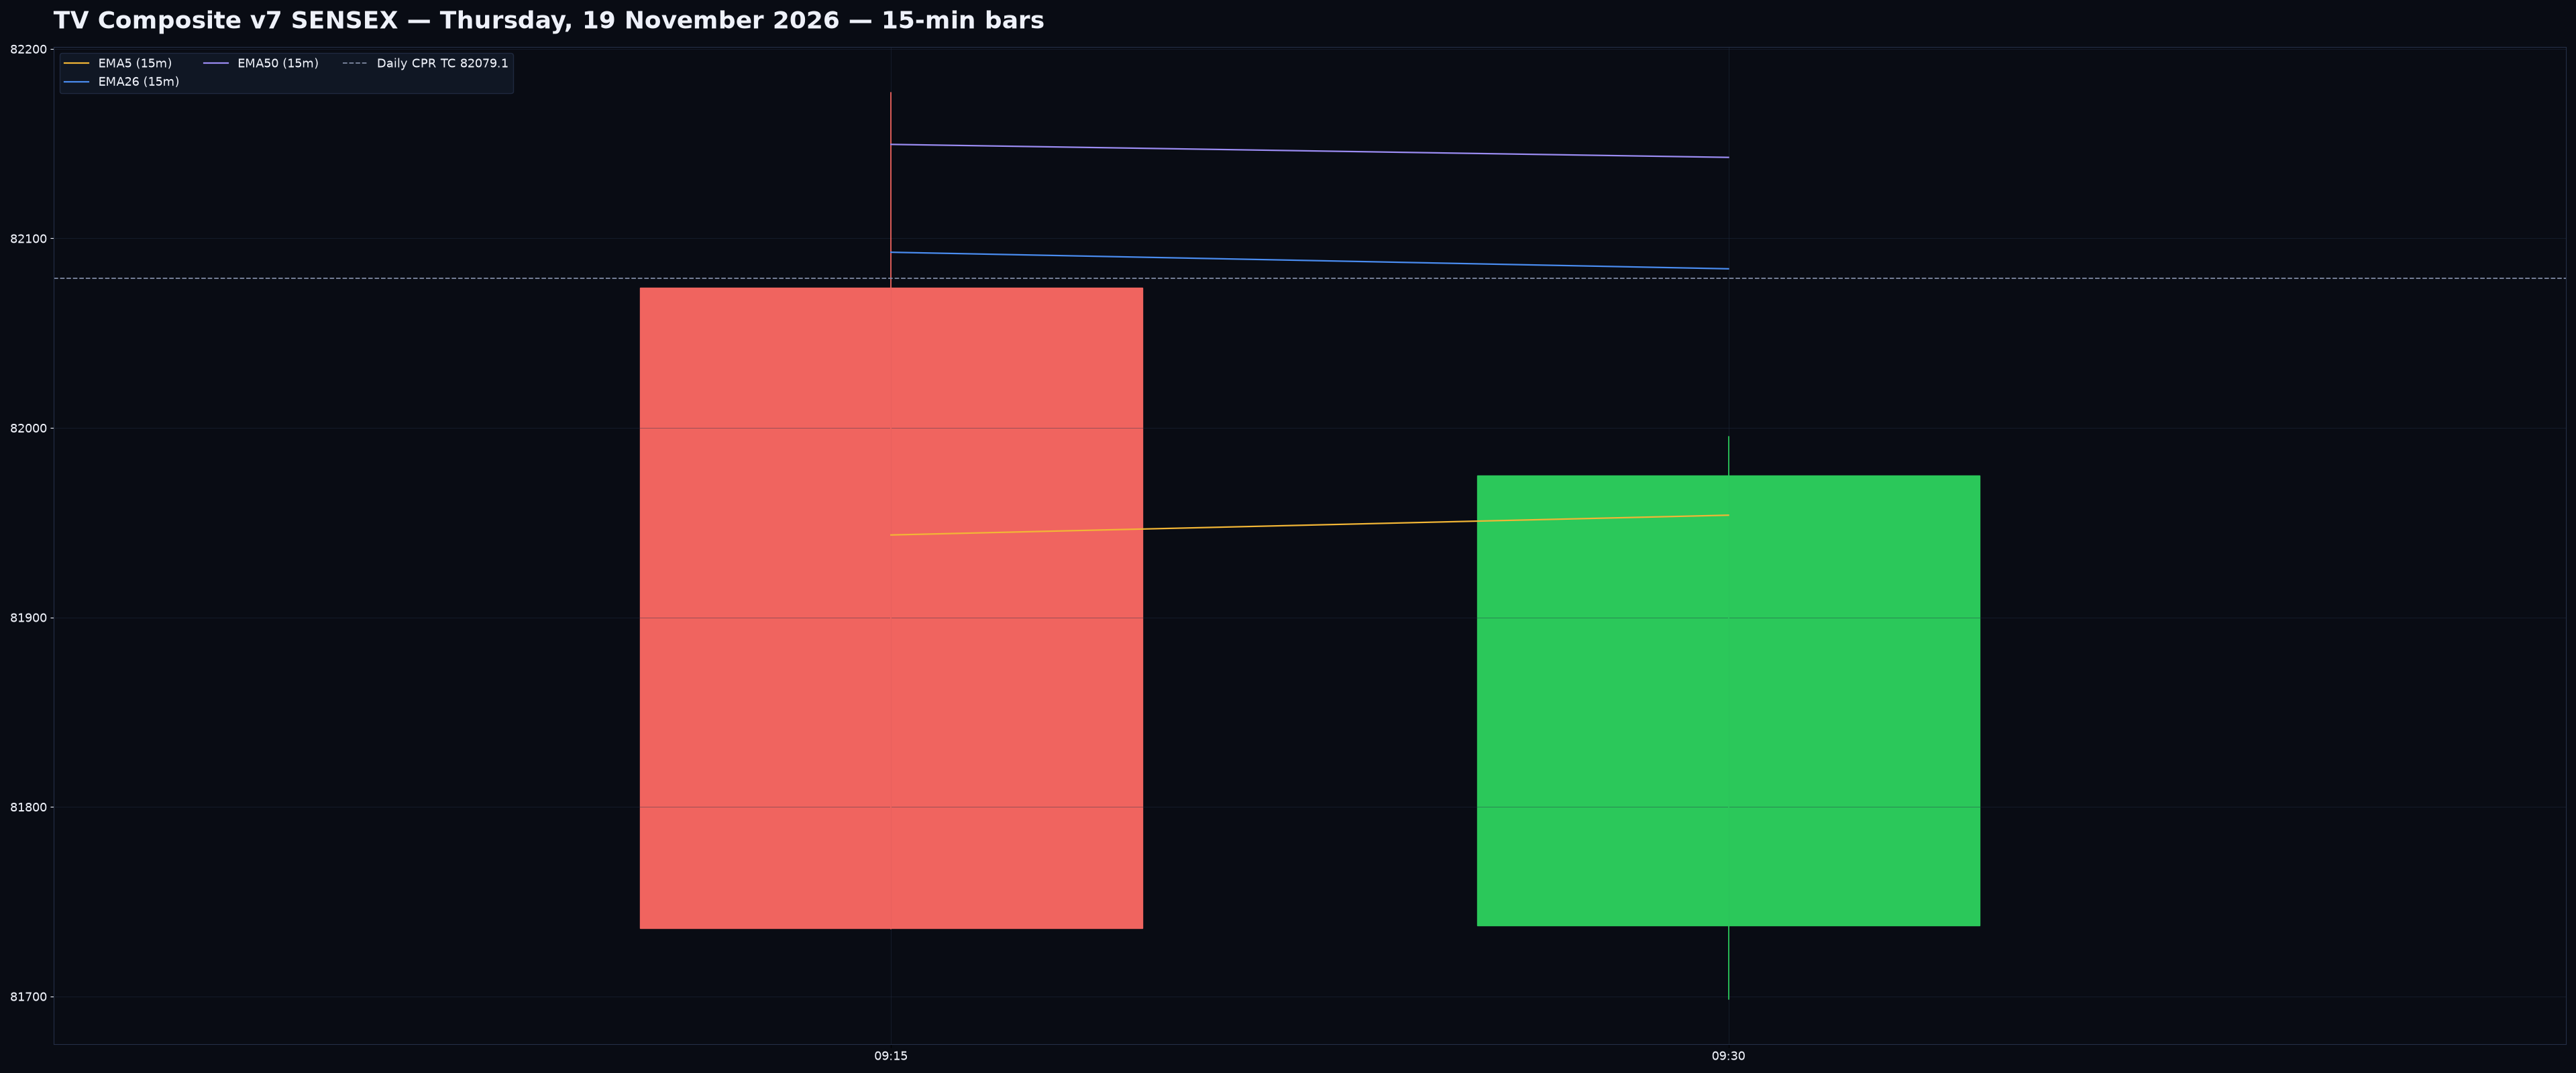 TV Composite v7 SENSEX — Thursday, 19 November 2026 — 15-min bars
EMA5 (15m) EMA50 (15m) Daily CPR TC 82079.1
EMA26 (15m)
82200
82100
82000
81900
81800
81700
09:15 09:30